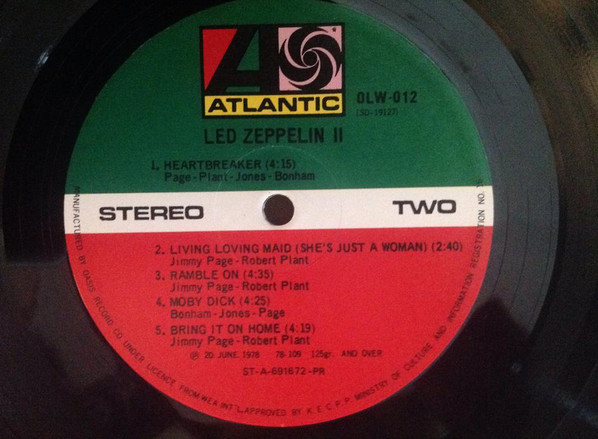 ATLANTIC
OLW-012
(SD-19127)
LED ZEPPELIN II
1. HEARTBREAKER (4:15)
Page-Plant-Jones-Bonham
STEREO
TWO
2. LIVING LOVING MAID (SHE'S JUST A WOMAN) (2:40)
Jimmy Page-Robert Plant
3. RAMBLE ON (4:35)
Jimmy Page-Robert Plant
4. MOBY DICK (4:25)
Bonham-Jones-Page
5. BRING IT ON HOME (4:19)
Jimmy Page-Robert Plant
℗ 20 JUNE, 1978 78-109 125gr. AND OVER
ST-A-691672-PR
MANUFACTURED BY OASIS RECORD CO UNDER LICENCE FROM WEA INT'L, APPROVED BY K.E.C.F.P. MINISTRY OF CULTURE AND INFORMATION REGISTRATION NO.